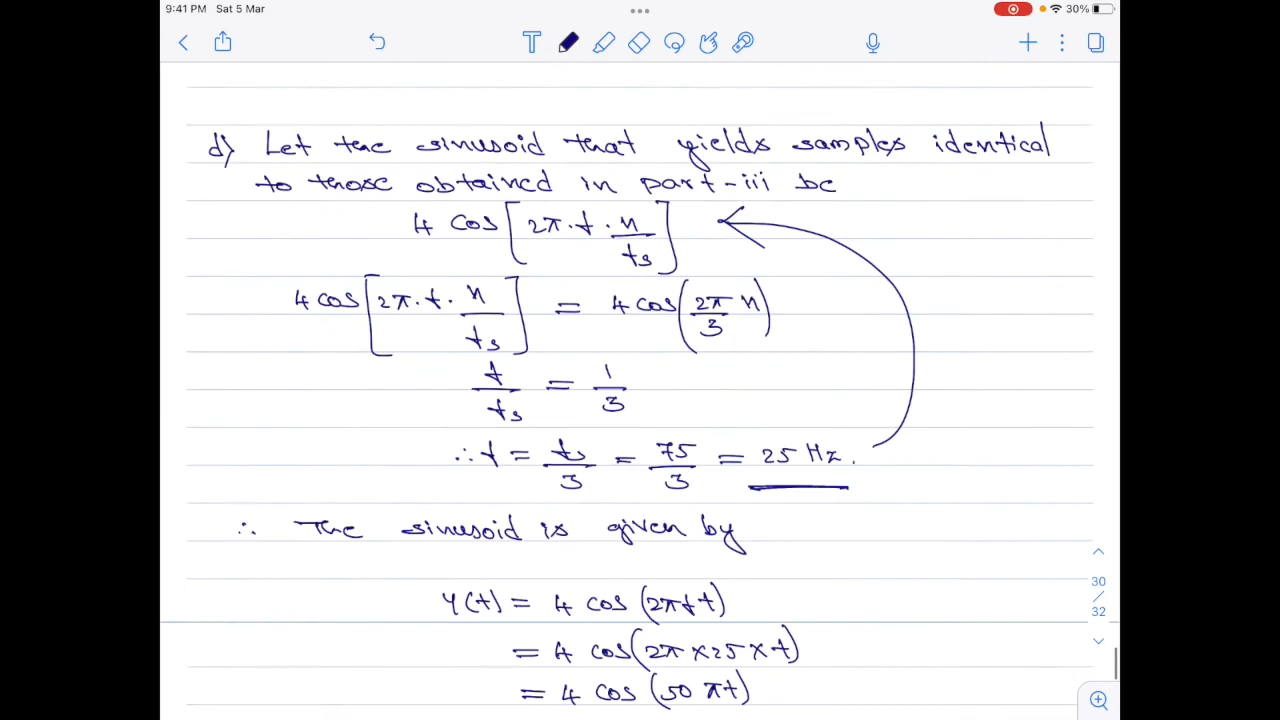 9:41 PM Sat 5 Mar
30%
d) Let the sinusoid that yields samples identical
to those obtained in part-iii be
4 cos [2π·f·n/fs]
4 cos [2π·f·n/fs] = 4 cos (2π/3 n)
f/fs = 1/3
∴ f = fs/3 = 75/3 = 25 Hz.
∴ The sinusoid is given by
y(t) = 4 cos (2πft)
= 4 cos (2π×25×t)
= 4 cos (50πt)
30
/
32